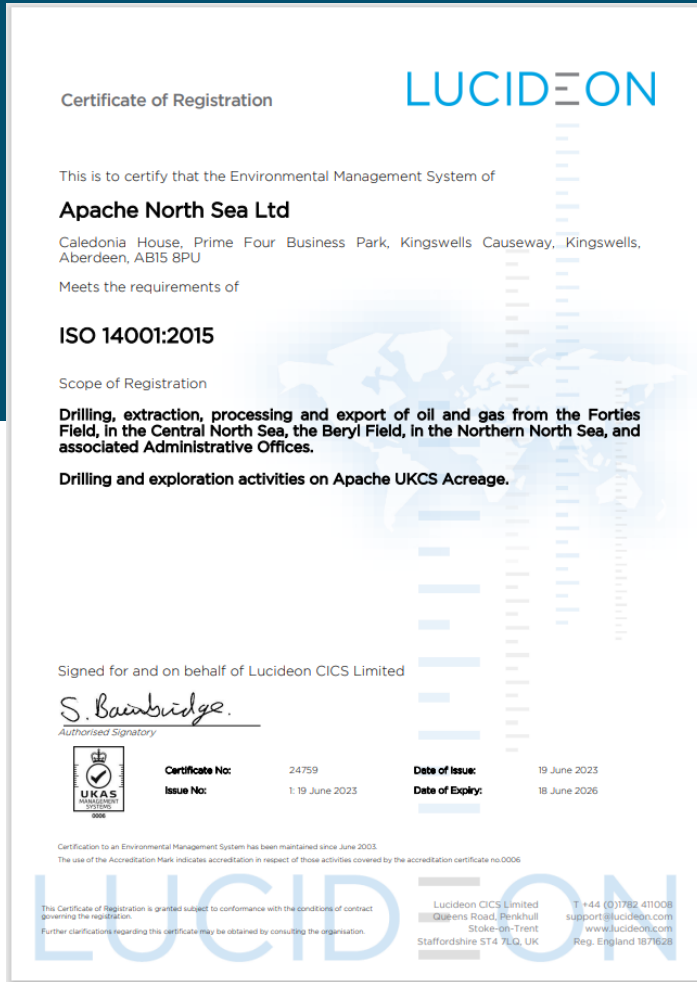 LUCIDEON
Certificate of Registration
This is to certify that the Environmental Management System of
Apache North Sea Ltd
Caledonia House, Prime Four Business Park, Kingswells Causeway, Kingswells,
Aberdeen, AB15 8PU
Meets the requirements of
ISO 14001:2015
Scope of Registration
Drilling, extraction, processing and export of oil and gas from the Forties
Field, in the Central North Sea, the Beryl Field, in the Northern North Sea, and
associated Administrative Offices.
Drilling and exploration activities on Apache UKCS Acreage.
Signed for and on behalf of Lucideon CICS Limited
S. Bainbridge.
Authorised Signatory
UKAS
MANAGEMENT
SYSTEMS
0006
Certificate No: 24759 Date of Issue: 19 June 2023
Issue No: 1: 19 June 2023 Date of Expiry: 18 June 2026
Certification to an Environmental Management System has been maintained since June 2003.
The use of the Accreditation Mark indicates accreditation in respect of those activities covered by the accreditation certificate no.0006
LUCIDEON
This Certificate of Registration is granted subject to conformance with the conditions of contract
governing the registration.
Further clarifications regarding this certificate may be obtained by consulting the organisation.
Lucideon CICS Limited
Queens Road, Penkhull
Stoke-on-Trent
Staffordshire ST4 7LQ, UK
T +44 (0)1782 411008
support@lucideon.com
www.lucideon.com
Reg. England 1871628